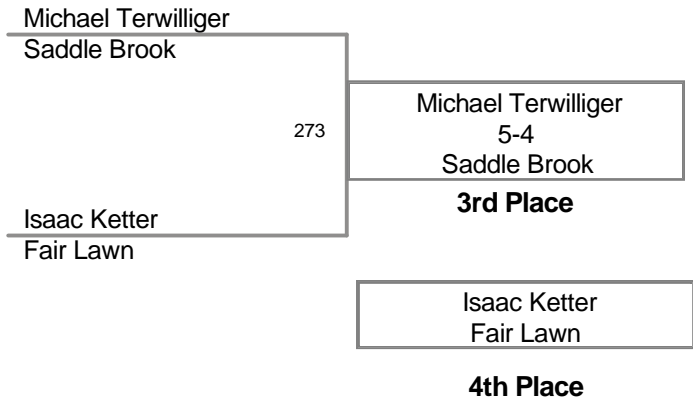 Michael Terwilliger
Saddle Brook
273
Michael Terwilliger
5-4
Saddle Brook
3rd Place
Isaac Ketter
Fair Lawn
Isaac Ketter
Fair Lawn
4th Place